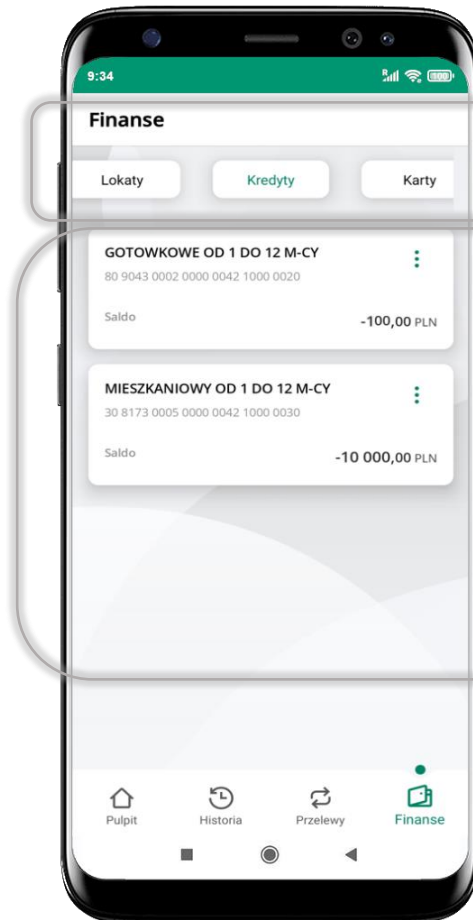 9:34
R 100
Finanse
Lokaty Kredyty Karty
GOTOWKOWE OD 1 DO 12 M-CY
80 9043 0002 0000 0042 1000 0020
Saldo -100,00 PLN
MIESZKANIOWY OD 1 DO 12 M-CY
30 8173 0005 0000 0042 1000 0030
Saldo -10 000,00 PLN
Pulpit Historia Przelewy Finanse